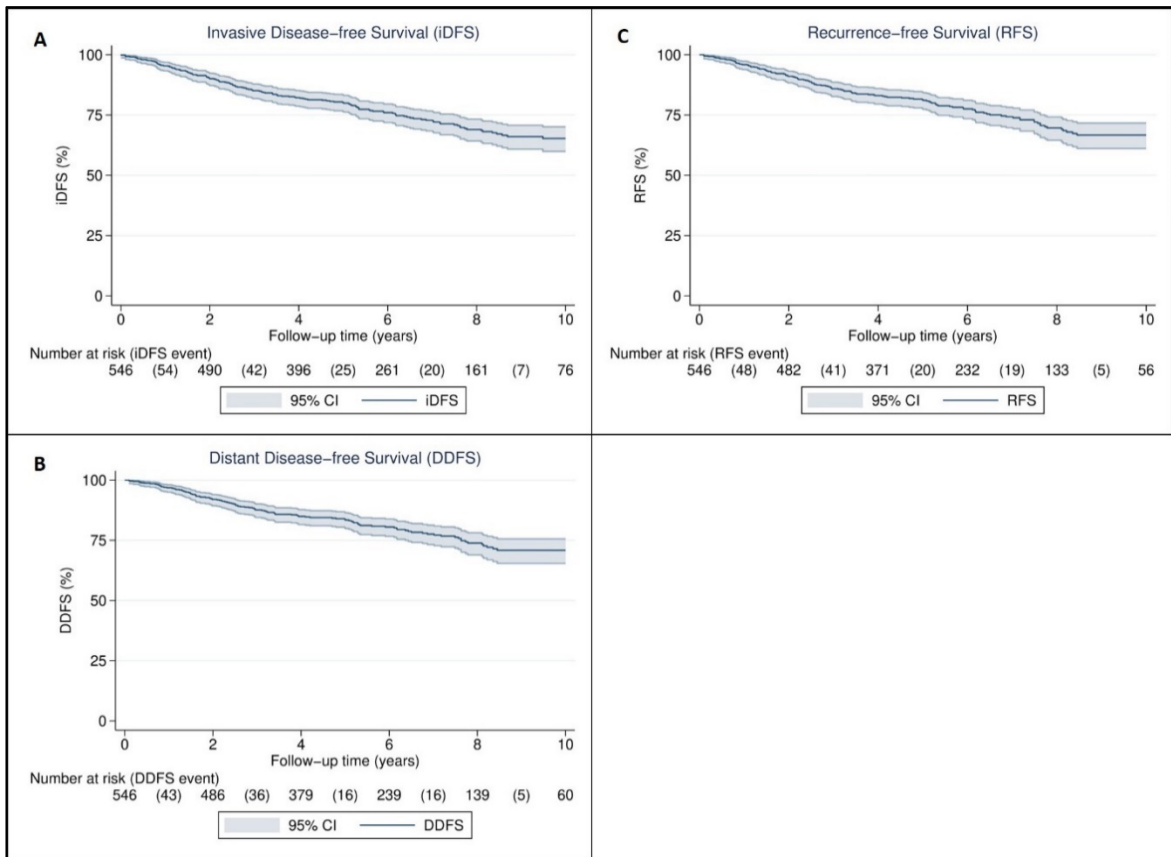 A
Invasive Disease-free Survival (iDFS)
100
75
50
25
0
iDFS (%)
0 2 4 6 8 10
Follow-up time (years)
Number at risk (iDFS event)
546 (54) 490 (42) 396 (25) 261 (20) 161 (7) 76
95% CI iDFS
C
Recurrence-free Survival (RFS)
100
75
50
25
0
RFS (%)
0 2 4 6 8 10
Follow-up time (years)
Number at risk (RFS event)
546 (48) 482 (41) 371 (20) 232 (19) 133 (5) 56
95% CI RFS
B
Distant Disease-free Survival (DDFS)
100
75
50
25
0
DDFS (%)
0 2 4 6 8 10
Follow-up time (years)
Number at risk (DDFS event)
546 (43) 486 (36) 379 (16) 239 (16) 139 (5) 60
95% CI DDFS